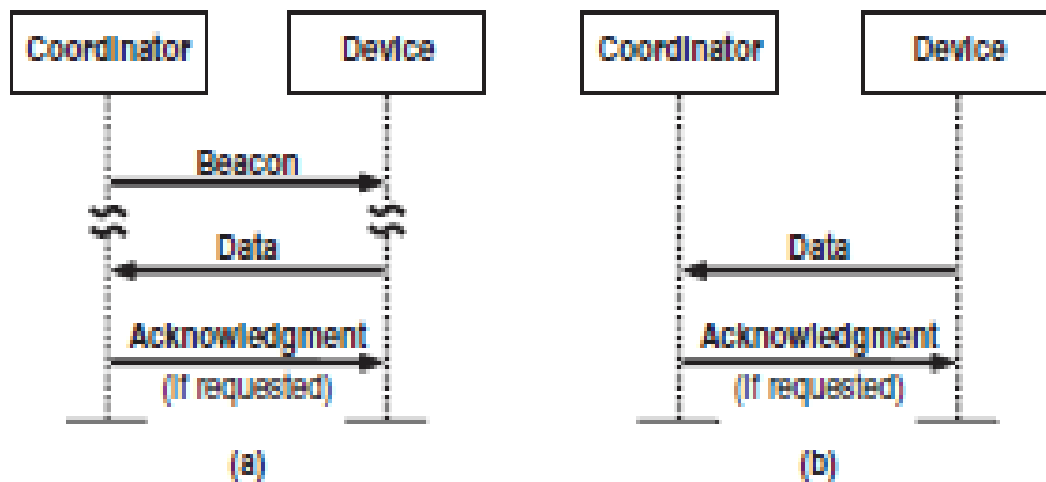 Coordinator
Device
Beacon
Data
Acknowledgment
(If requested)
(a)
Coordinator
Device
Data
Acknowledgment
(If requested)
(b)